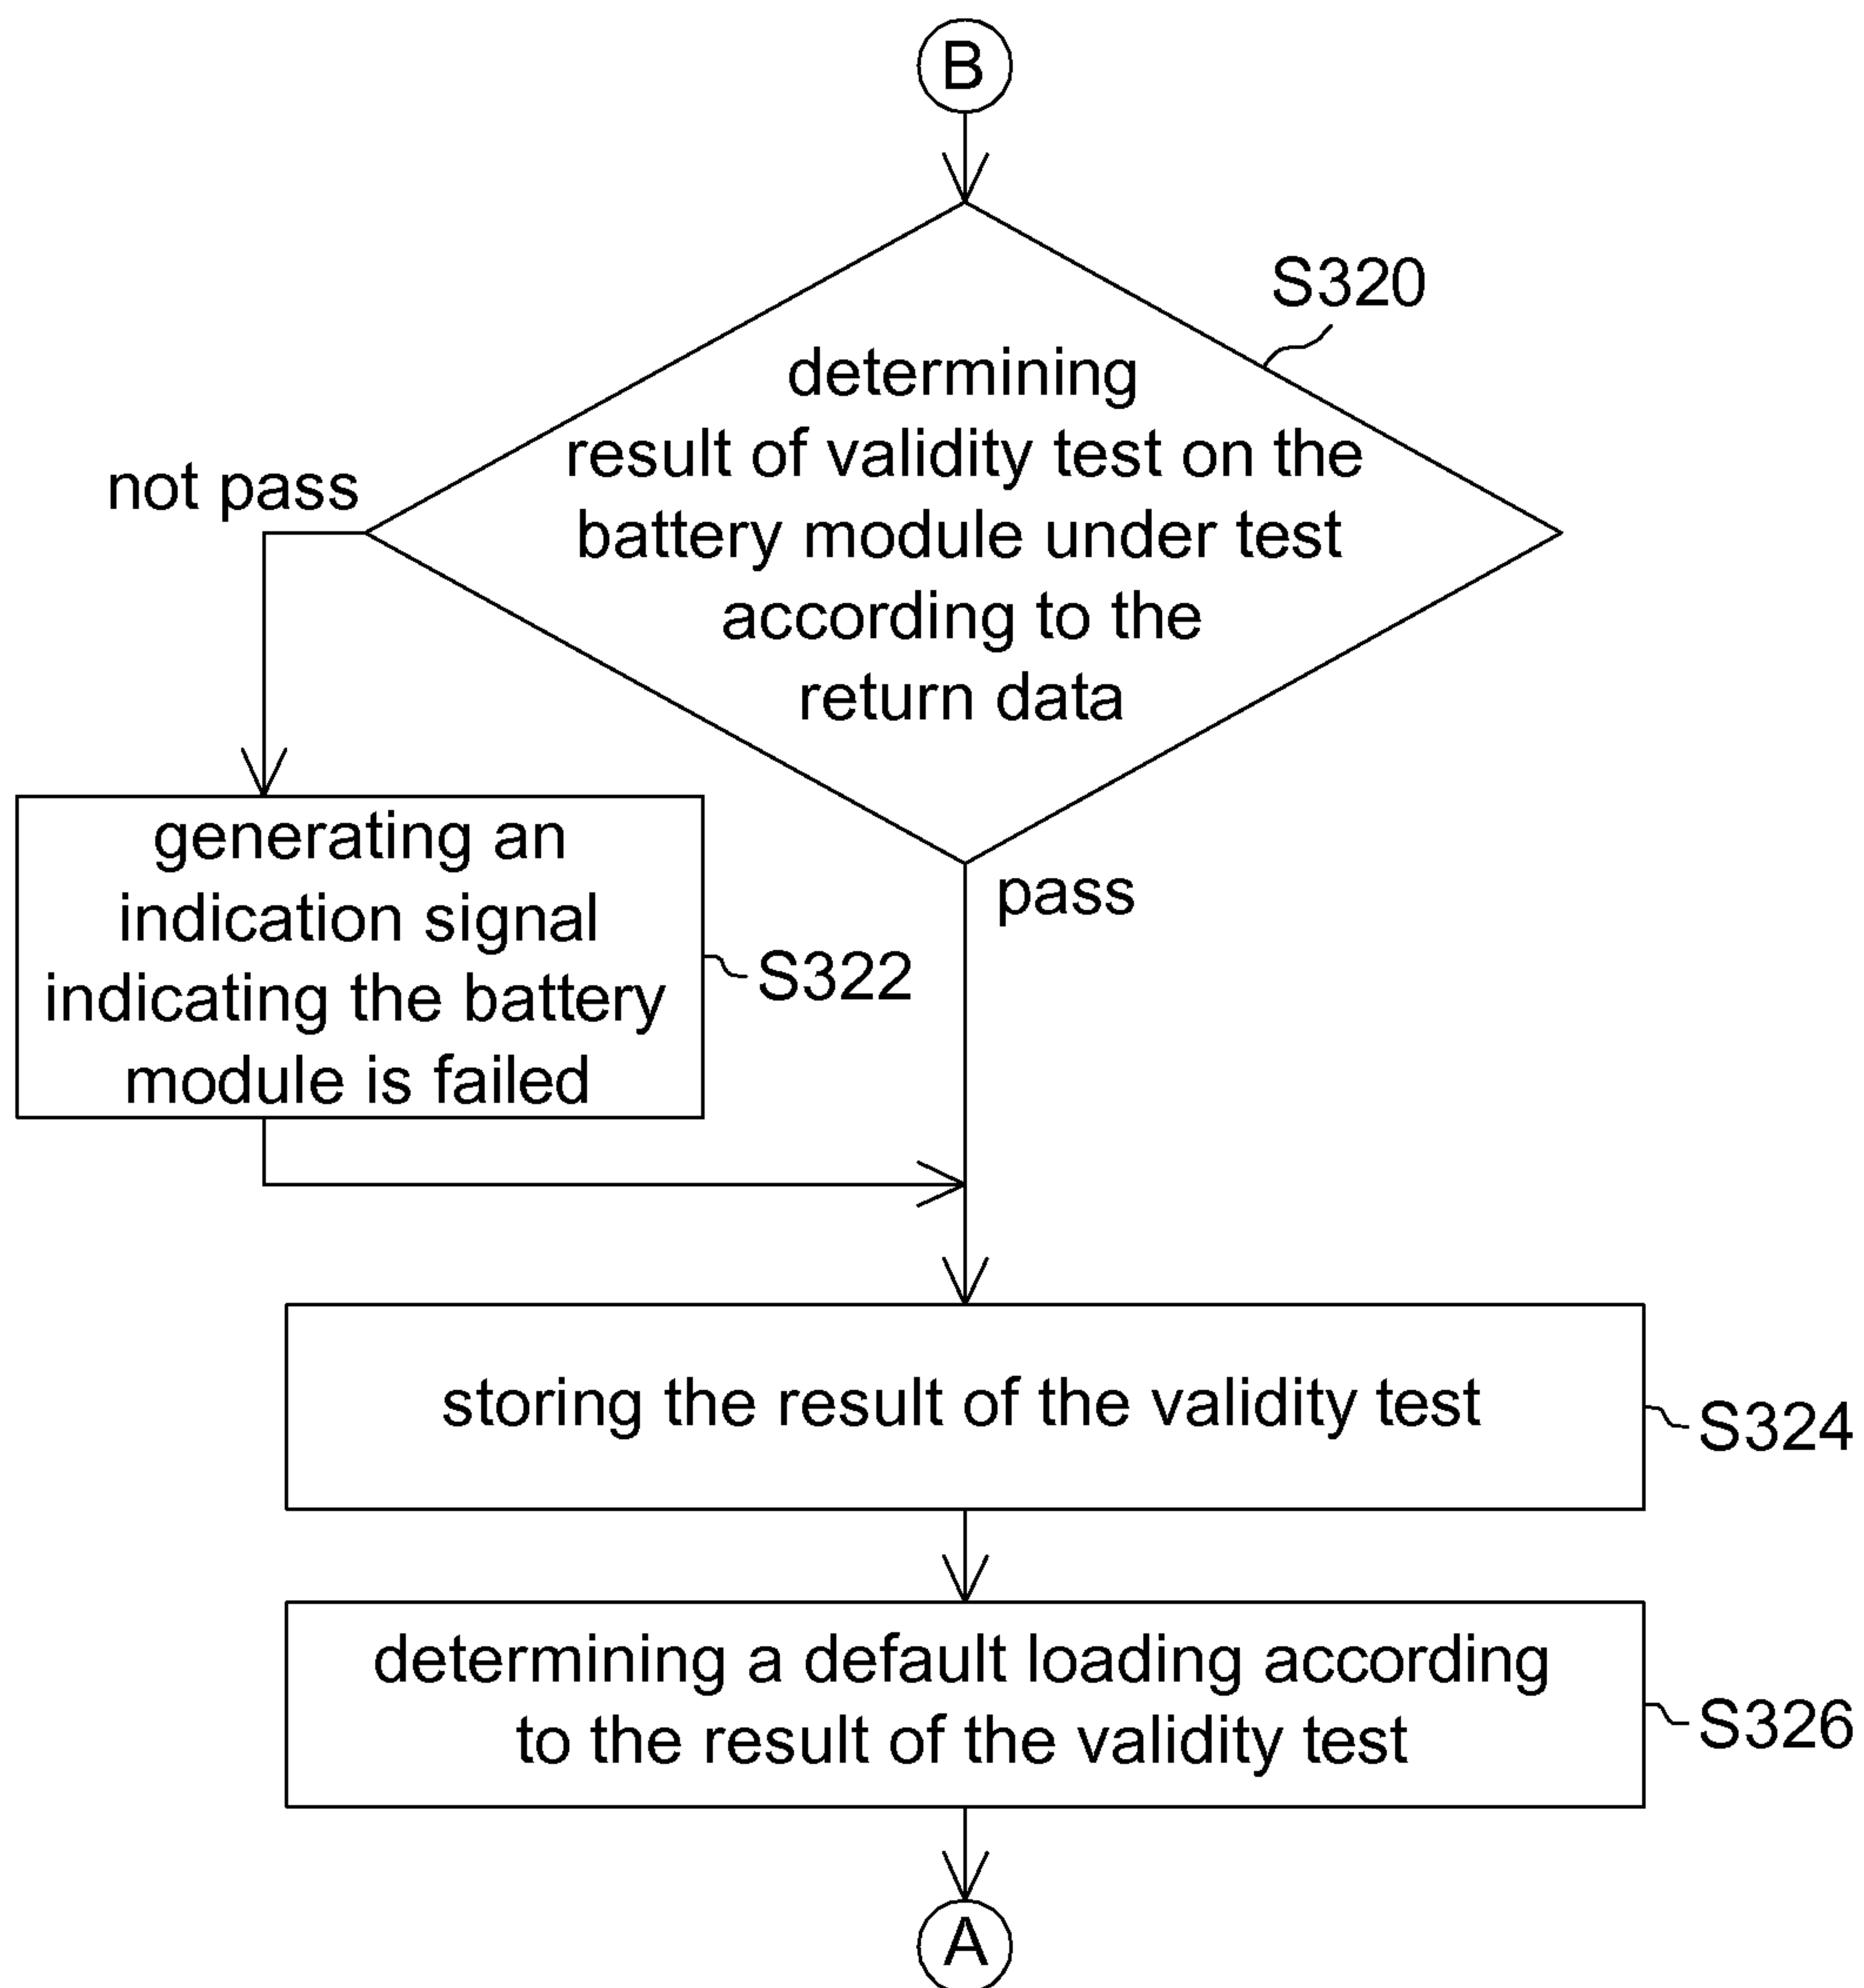 B
S320
determining
result of validity test on the
battery module under test
according to the
return data
not pass
pass
generating an
indication signal
indicating the battery
module is failed
S322
storing the result of the validity test
S324
determining a default loading according
to the result of the validity test
S326
A